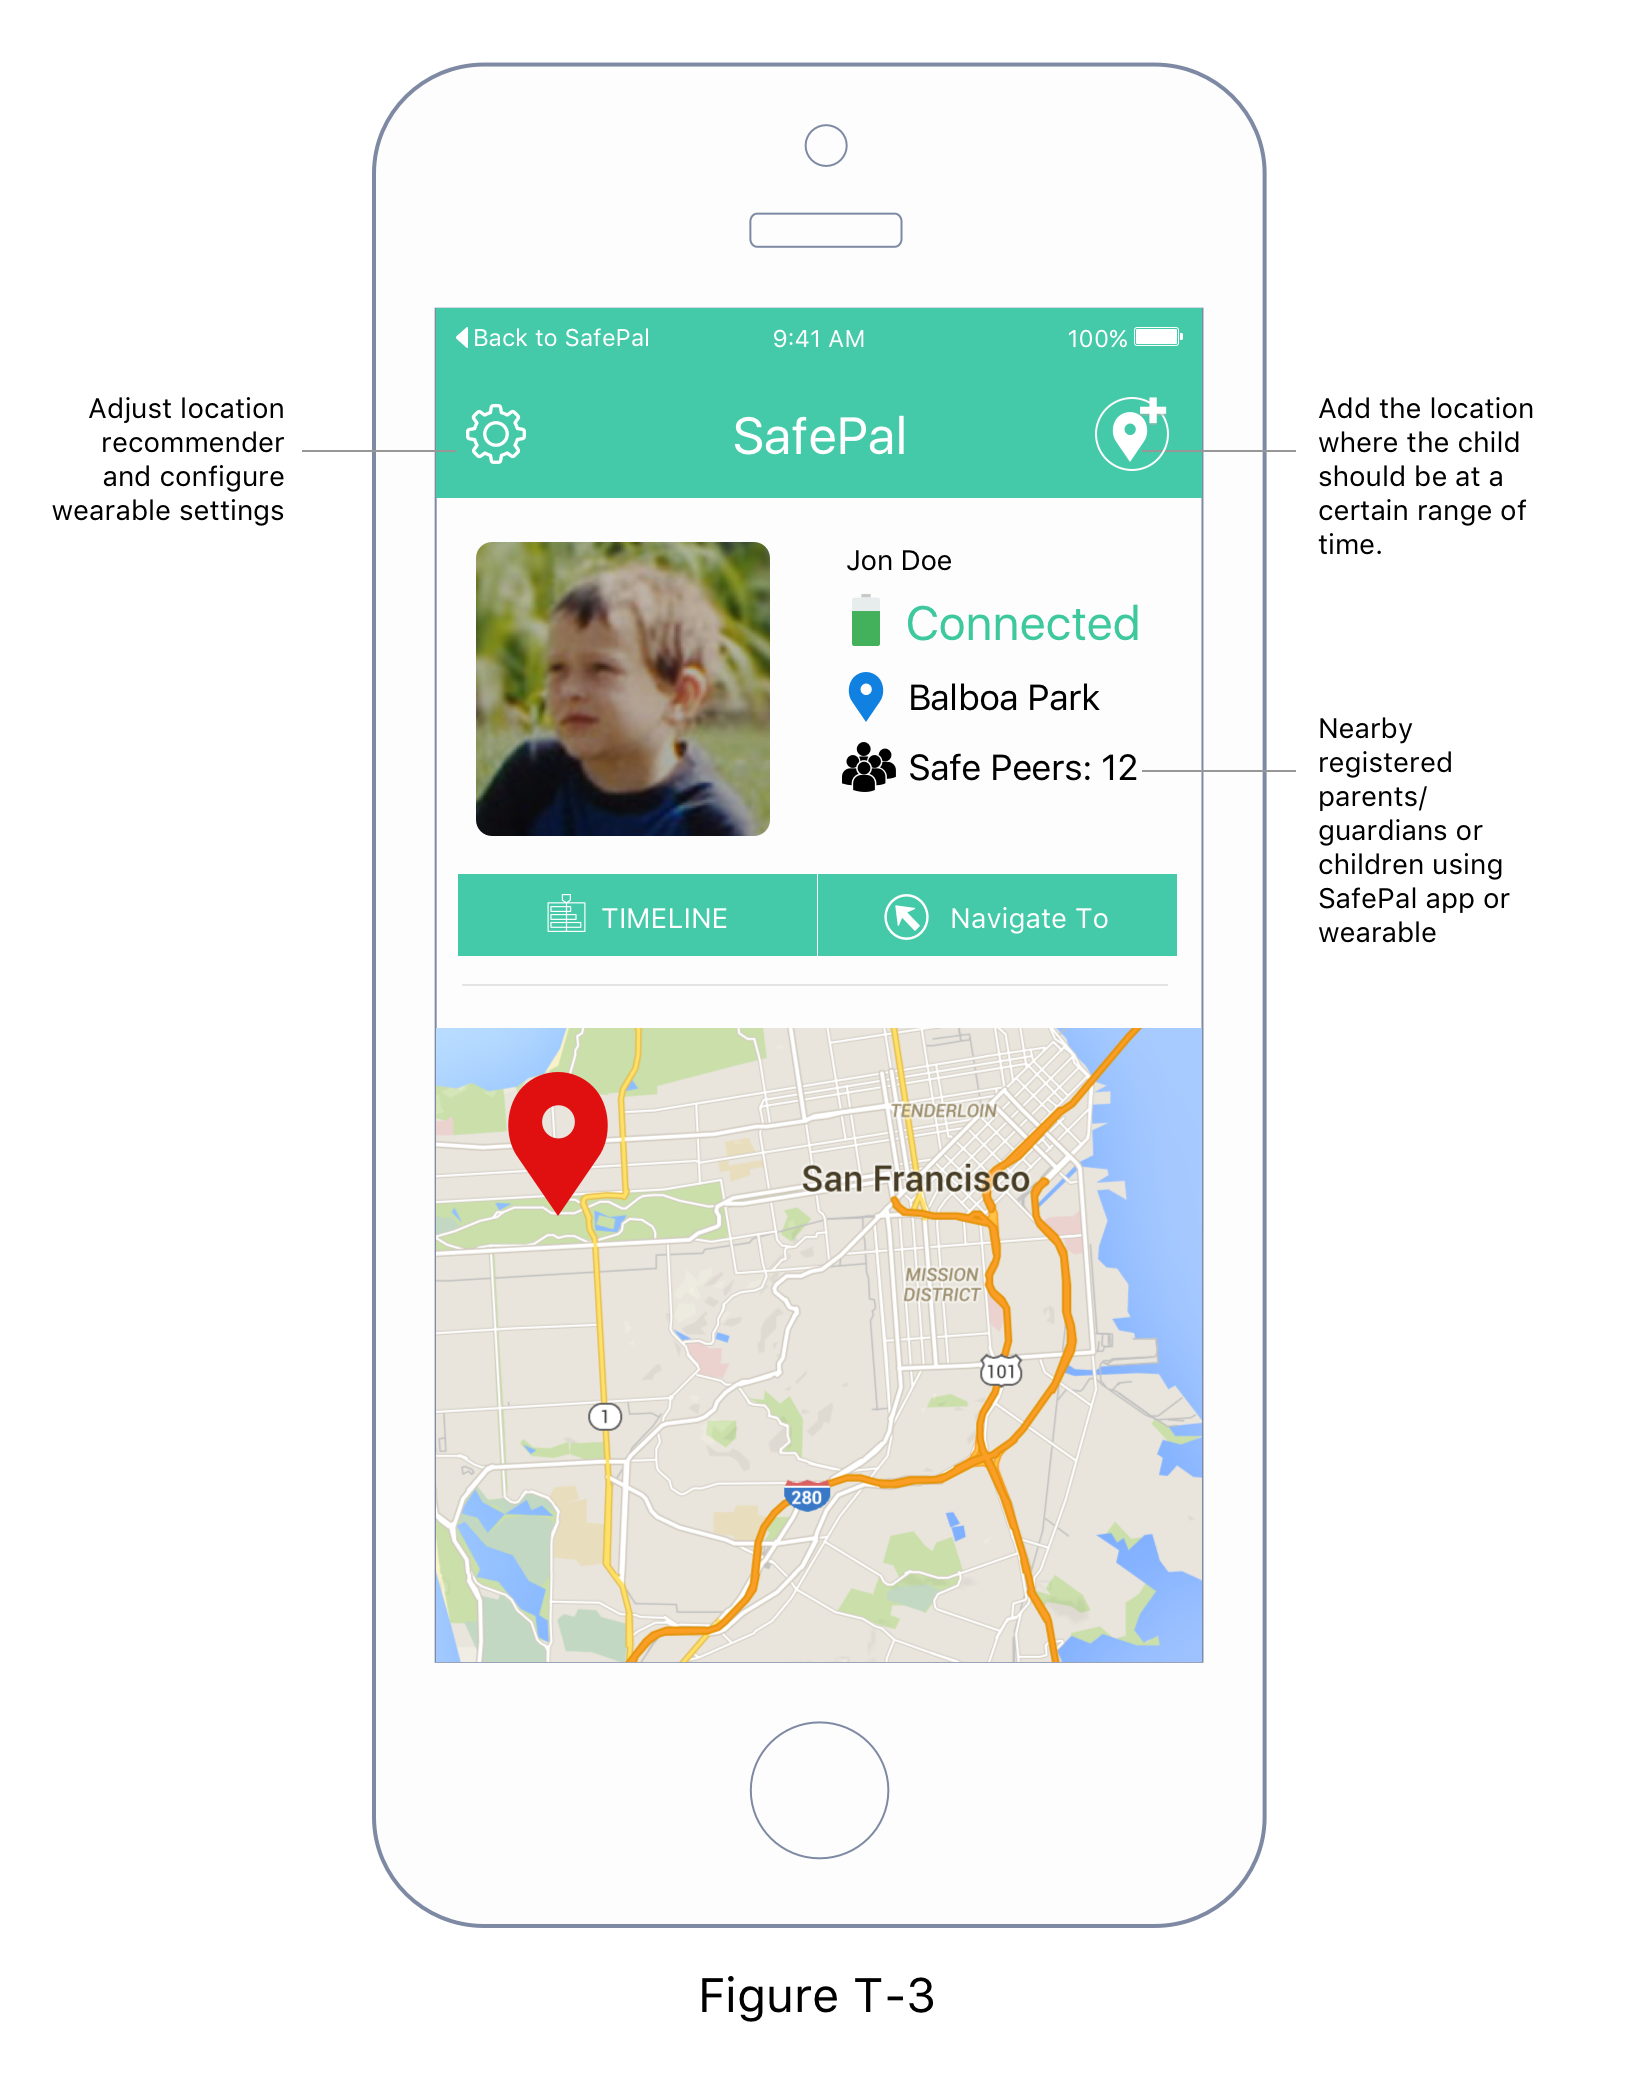 Back to SafePal 9:41 AM 100%
SafePal
Adjust location
recommender
and configure
wearable settings
Add the location
where the child
should be at a
certain range of
time.
Jon Doe
Connected
Balboa Park
Safe Peers: 12
Nearby
registered
parents/
guardians or
children using
SafePal app or
wearable
TIMELINE
Navigate To
TENDERLOIN
San Francisco
MISSION
DISTRICT
101
1
280
Figure T-3